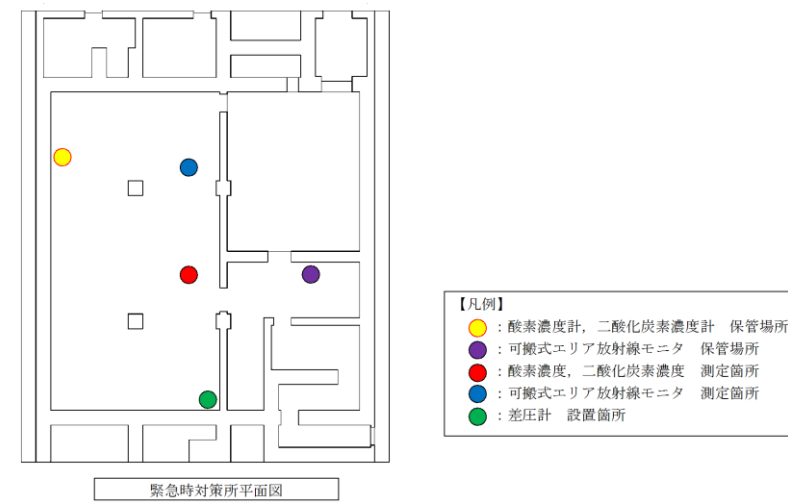 【凡例】
：酸素濃度計，二酸化炭素濃度計　保管場所
：可搬式エリア放射線モニタ　保管場所
：酸素濃度，二酸化炭素濃度　測定箇所
：可搬式エリア放射線モニタ　測定箇所
：差圧計　設置箇所
緊急時対策所平面図